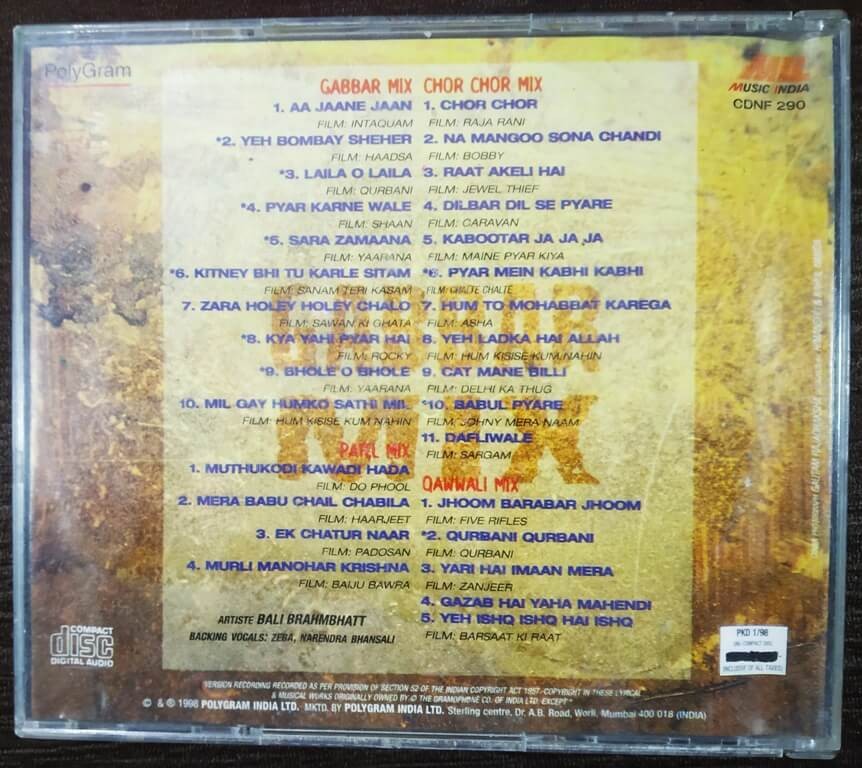 PolyGram
MUSIC INDIA
CDNF 290
GABBAR MIX
1. AA JAANE JAAN
FILM: INTAQUAM
*2. YEH BOMBAY SHEHER
FILM: HAADSA
*3. LAILA O LAILA
FILM: QURBANI
*4. PYAR KARNE WALE
FILM: SHAAN
*5. SARA ZAMAANA
FILM: YAARANA
*6. KITNEY BHI TU KARLE SITAM
FILM: SANAM TERI KASAM
7. ZARA HOLEY HOLEY CHALO
FILM: SAWAN KI GHATA
*8. KYA YAHI PYAR HAI
FILM: ROCKY
*9. BHOLE O BHOLE
FILM: YAARANA
10. MIL GAY HUMKO SATHI MIL
FILM: HUM KISISE KUM NAHIN
PATEL MIX
1. MUTHUKODI KAWADI HADA
FILM: DO PHOOL
2. MERA BABU CHAIL CHABILA
FILM: HAARJEET
3. EK CHATUR NAAR
FILM: PADOSAN
4. MURLI MANOHAR KRISHNA
FILM: BAIJU BAWRA
ARTISTE BALI BRAHMBHATT
BACKING VOCALS: ZEBA, NARENDRA BHANSALI
CHOR CHOR MIX
1. CHOR CHOR
FILM: RAJA RANI
2. NA MANGOO SONA CHANDI
FILM: BOBBY
3. RAAT AKELI HAI
FILM: JEWEL THIEF
4. DILBAR DIL SE PYARE
FILM: CARAVAN
5. KABOOTAR JA JA JA
FILM: MAINE PYAR KIYA
*6. PYAR MEIN KABHI KABHI
FILM: CHALTE CHALTE
7. HUM TO MOHABBAT KAREGA
FILM: ASHA
8. YEH LADKA HAI ALLAH
FILM: HUM KISISE KUM NAHIN
9. CAT MANE BILLI
FILM: DELHI KA THUG
*10. BABUL PYARE
FILM: JOHNY MERA NAAM
11. DAFLIWALE
FILM: SARGAM
QAWWALI MIX
1. JHOOM BARABAR JHOOM
FILM: FIVE RIFLES
*2. QURBANI QURBANI
FILM: QURBANI
3. YARI HAI IMAAN MERA
FILM: ZANJEER
4. GAZAB HAI YAHA MAHENDI
5. YEH ISHQ ISHQ HAI ISHQ
FILM: BARSAAT KI RAAT
GABBAR
MIX
COMPACT
disc
DIGITAL AUDIO
PKD 1/98
ONE COMPACT DISC
(INCLUSIVE OF ALL TAXES)
VERSION RECORDING RECORDED AS PER PROVISION OF SECTION 52 OF THE INDIAN COPYRIGHT ACT 1957. COPYRIGHT IN THESE LYRICAL
& MUSICAL WORKS ORIGINALLY OWNED BY © THE GRAMOPHONE CO. OF INDIA LTD. EXCEPT *
© & ℗ 1998 POLYGRAM INDIA LTD. MKTD. BY POLYGRAM INDIA LTD. Sterling centre, Dr. A.B. Road, Worli, Mumbai 400 018 (INDIA)